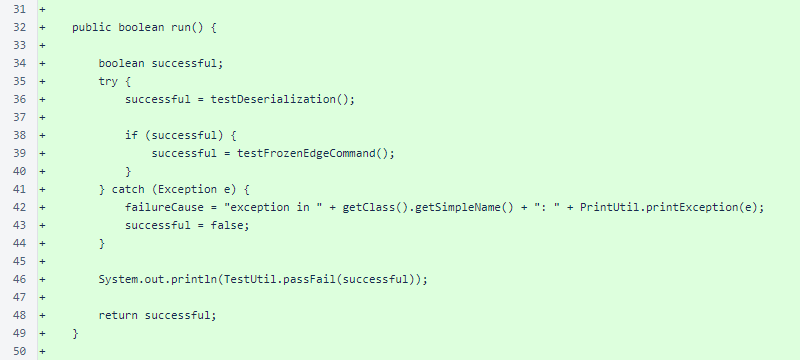 31 +
32 + public boolean run() {
33 +
34 + boolean successful;
35 + try {
36 + successful = testDeserialization();
37 +
38 + if (successful) {
39 + successful = testFrozenEdgeCommand();
40 + }
41 + } catch (Exception e) {
42 + failureCause = "exception in " + getClass().getSimpleName() + ": " + PrintUtil.printException(e);
43 + successful = false;
44 + }
45 +
46 + System.out.println(TestUtil.passFail(successful));
47 +
48 + return successful;
49 + }
50 +